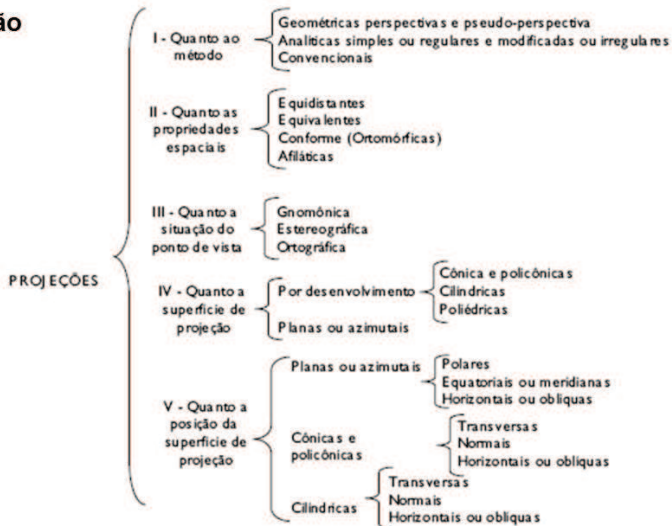 ão
PROJEÇÕES
I - Quanto ao
método
Geométricas perspectivas e pseudo-perspectiva
Analíticas simples ou regulares e modificadas ou irregulares
Convencionais
II - Quanto as
propriedades
espaciais
Equidistantes
Equivalentes
Conforme (Ortomórficas)
Afiláticas
III - Quanto a
situação do
ponto de vista
Gnomônica
Estereográfica
Ortográfica
IV - Quanto a
superficie de
projeção
Por desenvolvimento
Cônica e policônicas
Cilíndricas
Poliédricas
Planas ou azimutais
V - Quanto a
posição da
superficie de
projeção
Planas ou azimutais
Polares
Equatoriais ou meridianas
Horizontais ou obliquas
Cônicas e
policônicas
Transversas
Normais
Horizontais ou obliquas
Cilíndricas
Transversas
Normais
Horizontais ou obliquas